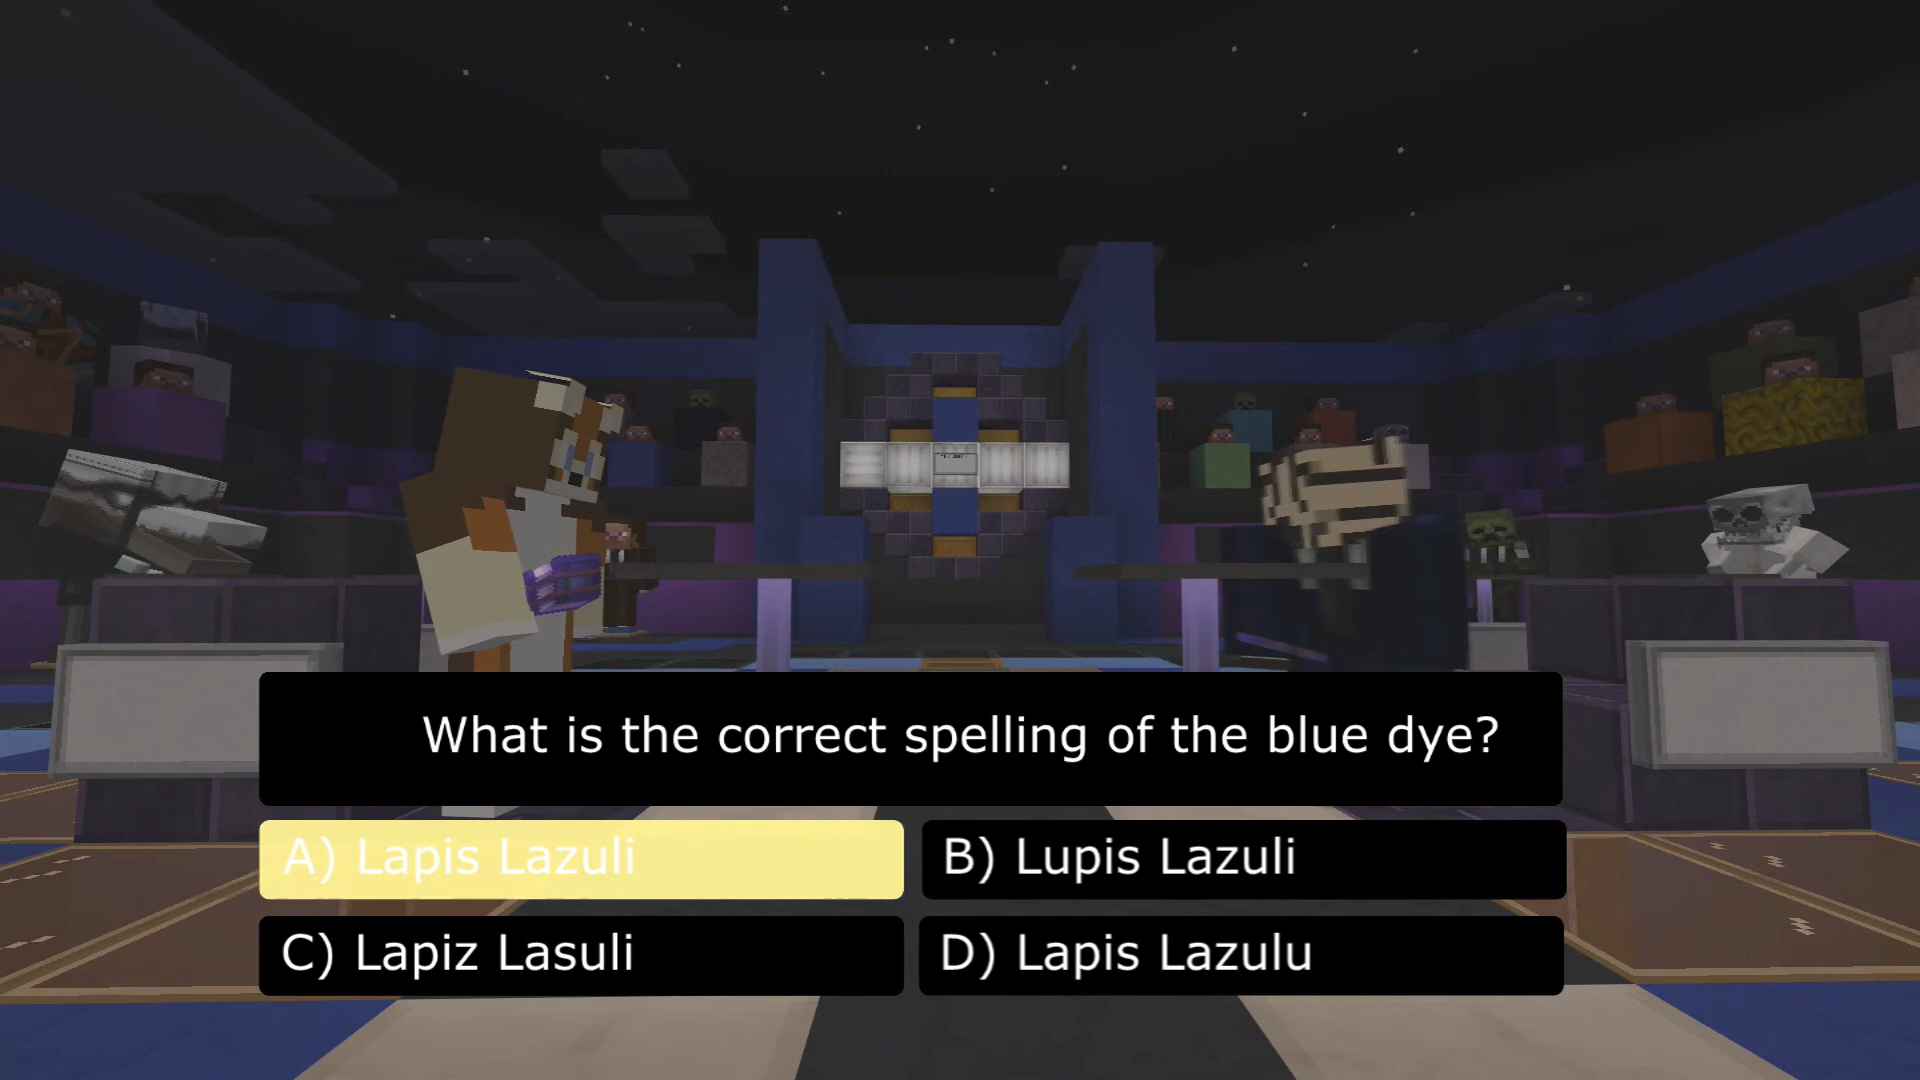 What is the correct spelling of the blue dye?
A) Lapis Lazuli
B) Lupis Lazuli
C) Lapiz Lasuli
D) Lapis Lazulu